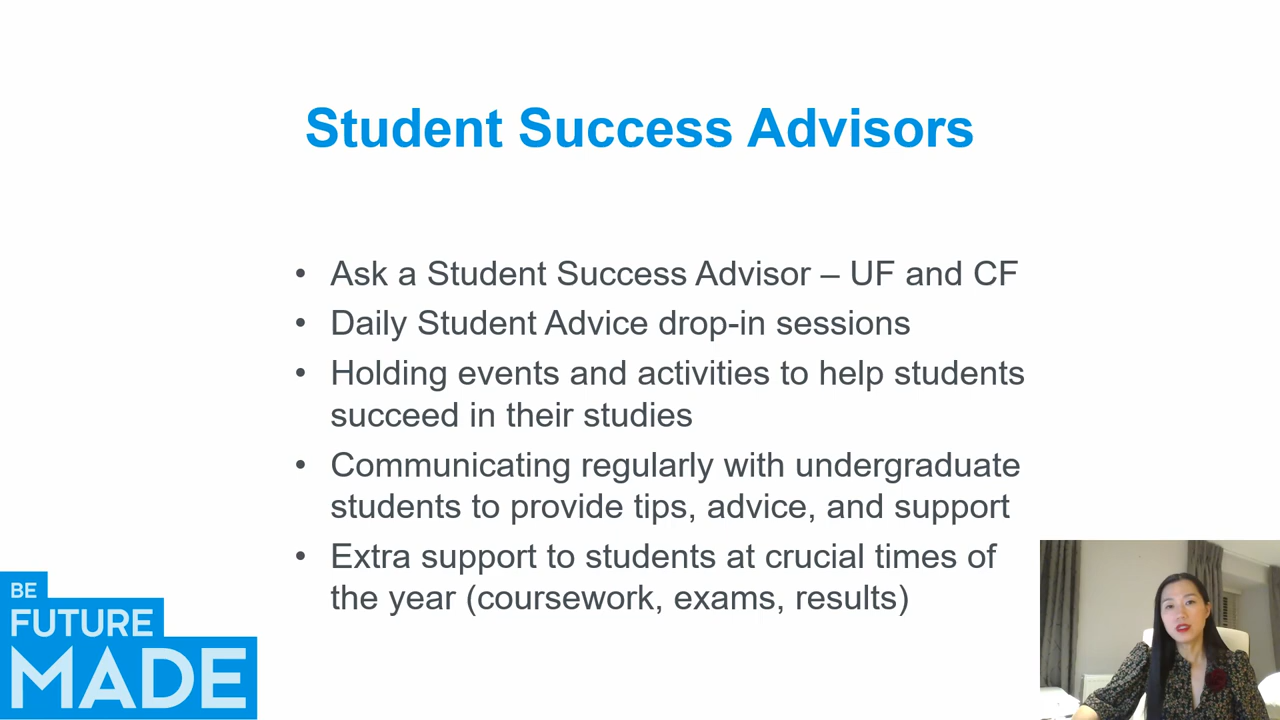 Student Success Advisors
• Ask a Student Success Advisor – UF and CF
• Daily Student Advice drop-in sessions
• Holding events and activities to help students
succeed in their studies
• Communicating regularly with undergraduate
students to provide tips, advice, and support
• Extra support to students at crucial times of
the year (coursework, exams, results)
BE
FUTURE
MADE